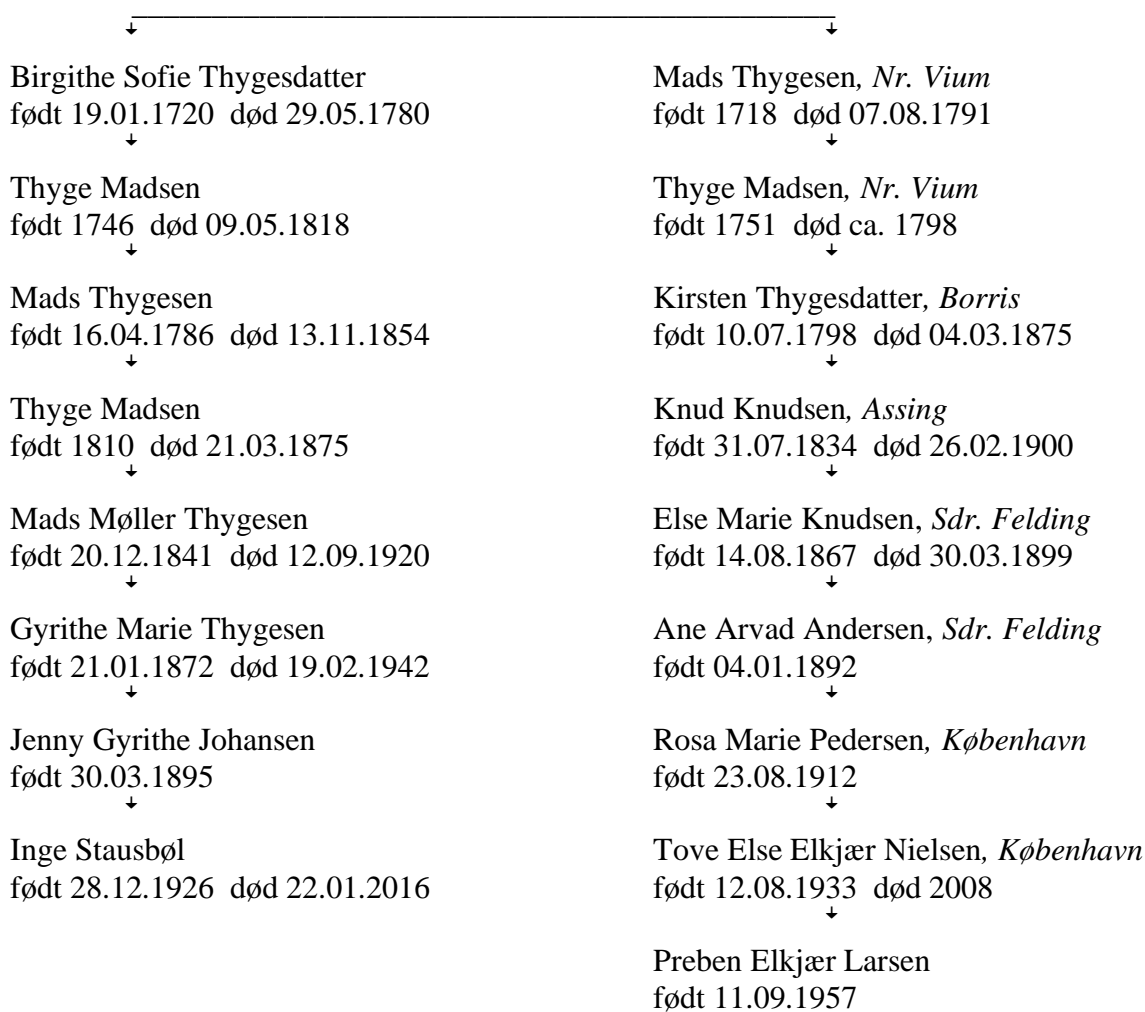 Birgithe Sofie Thygesdatter
født 19.01.1720 død 29.05.1780
Thyge Madsen
født 1746 død 09.05.1818
Mads Thygesen
født 16.04.1786 død 13.11.1854
Thyge Madsen
født 1810 død 21.03.1875
Mads Møller Thygesen
født 20.12.1841 død 12.09.1920
Gyrithe Marie Thygesen
født 21.01.1872 død 19.02.1942
Jenny Gyrithe Johansen
født 30.03.1895
Inge Stausbøl
født 28.12.1926 død 22.01.2016
Mads Thygesen, Nr. Vium
født 1718 død 07.08.1791
Thyge Madsen, Nr. Vium
født 1751 død ca. 1798
Kirsten Thygesdatter, Borris
født 10.07.1798 død 04.03.1875
Knud Knudsen, Assing
født 31.07.1834 død 26.02.1900
Else Marie Knudsen, Sdr. Felding
født 14.08.1867 død 30.03.1899
Ane Arvad Andersen, Sdr. Felding
født 04.01.1892
Rosa Marie Pedersen, København
født 23.08.1912
Tove Else Elkjær Nielsen, København
født 12.08.1933 død 2008
Preben Elkjær Larsen
født 11.09.1957